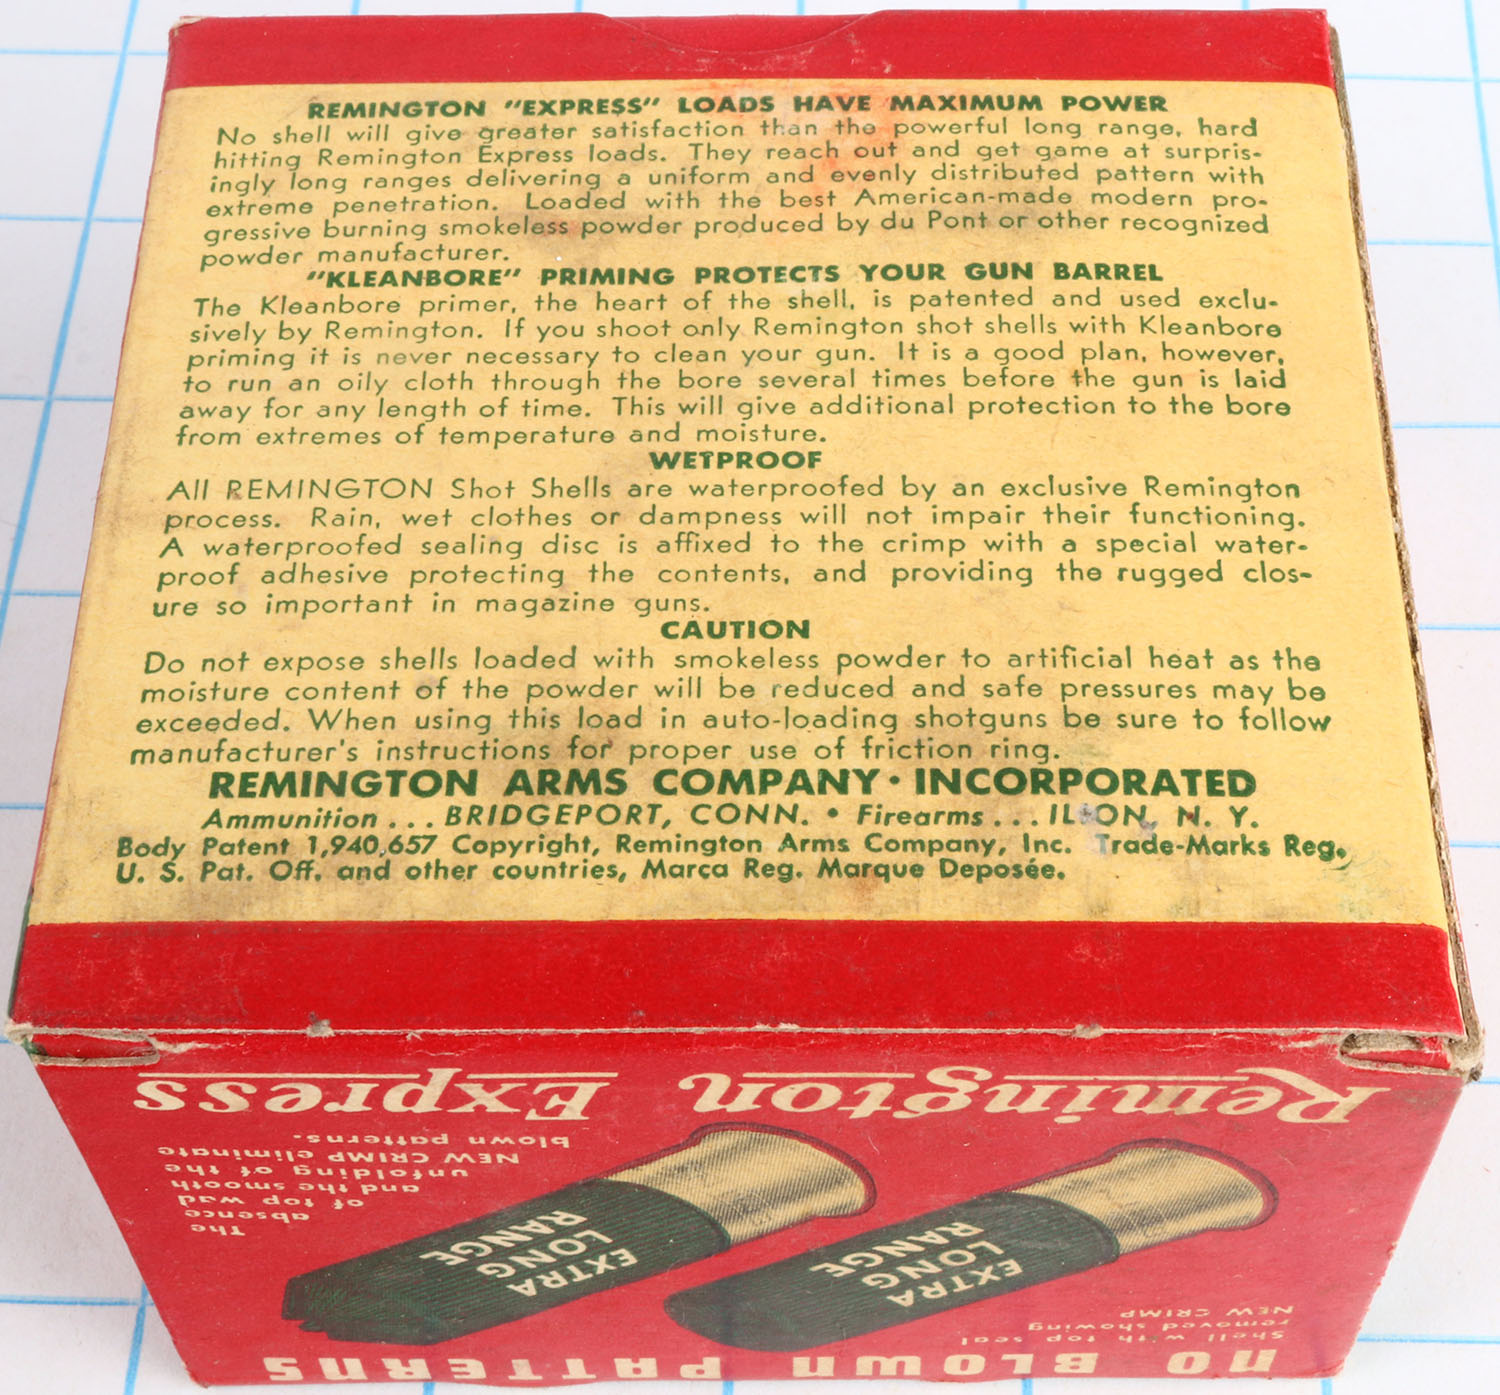 REMINGTON "EXPRESS" LOADS HAVE MAXIMUM POWER
No shell will give greater satisfaction than the powerful long range, hard
hitting Remington Express loads. They reach out and get game at surpris-
ingly long ranges delivering a uniform and evenly distributed pattern with
extreme penetration. Loaded with the best American-made modern pro-
gressive burning smokeless powder produced by du Pont or other recognized
powder manufacturer.
"KLEANBORE" PRIMING PROTECTS YOUR GUN BARREL
The Kleanbore primer, the heart of the shell, is patented and used exclu-
sively by Remington. If you shoot only Remington shot shells with Kleanbore
priming it is never necessary to clean your gun. It is a good plan, however,
to run an oily cloth through the bore several times before the gun is laid
away for any length of time. This will give additional protection to the bore
from extremes of temperature and moisture.
WETPROOF
All REMINGTON Shot Shells are waterproofed by an exclusive Remington
process. Rain, wet clothes or dampness will not impair their functioning.
A waterproofed sealing disc is affixed to the crimp with a special water-
proof adhesive protecting the contents, and providing the rugged clos-
ure so important in magazine guns.
CAUTION
Do not expose shells loaded with smokeless powder to artificial heat as the
moisture content of the powder will be reduced and safe pressures may be
exceeded. When using this load in auto-loading shotguns be sure to follow
manufacturer's instructions for proper use of friction ring.
REMINGTON ARMS COMPANY · INCORPORATED
Ammunition ... BRIDGEPORT, CONN. • Firearms ... ILION, N. Y.
Body Patent 1,940,657 Copyright, Remington Arms Company, Inc. Trade-Marks Reg.
U. S. Pat. Off. and other countries, Marca Reg. Marque Deposée.
NO BLOWN PATTERNS
Shell with top seal
removed showing
NEW CRIMP
EXTRA
LONG
RANGE
EXTRA
LONG
RANGE
The
absence
of top wad
and the smooth
unfolding of the
NEW CRIMP eliminate
blown patterns.
Remington Express